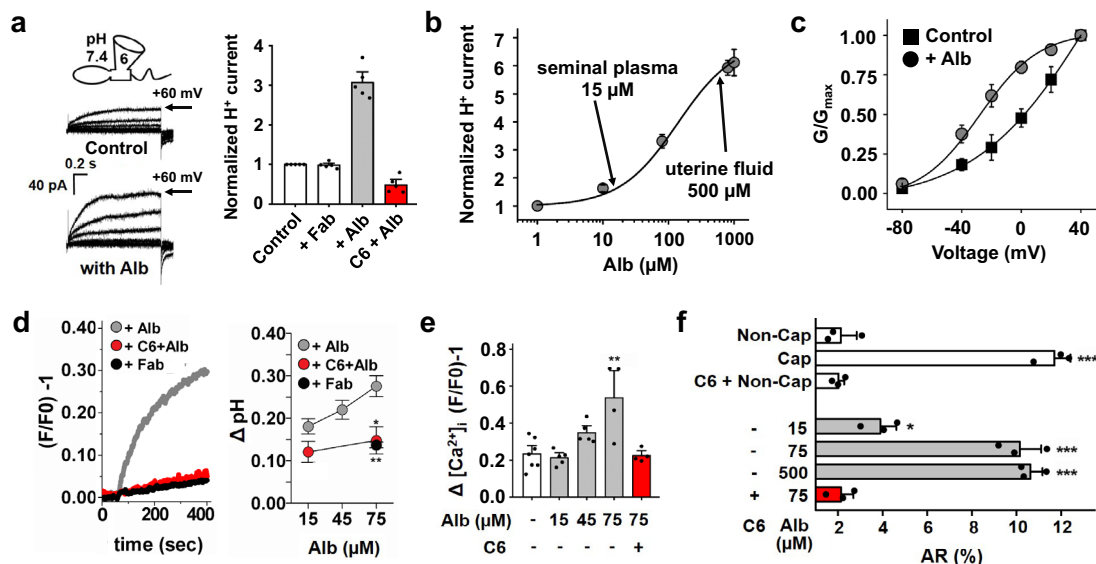 a
pH
7.4
6
+60 mV
Control
0.2 s
40 pA
+60 mV
with Alb
Normalized H⁺ current
4
3
2
1
0
Control
+ Fab
+ Alb
C6 + Alb
b
Normalized H⁺ current
7
6
5
4
3
2
1
seminal plasma
15 µM
uterine fluid
500 µM
1 10 100 1000
Alb (µM)
c
G/Gmax
1.00
0.75
0.50
0.25
0.00
Control
+ Alb
-80 -40 0 40
Voltage (mV)
d
(F/F0) -1
0.40
0.30
0.20
0.10
0.00
+ Alb
+ C6+Alb
+ Fab
0 200 400
time (sec)
Δ pH
0.40
0.30
0.20
0.10
0.00
+ Alb
+ C6+Alb
+ Fab
*
**
15 45 75
Alb (µM)
e
Δ [Ca²⁺]i (F/F0)-1
0.8
0.6
0.4
0.2
0.0
**
Alb (µM) - 15 45 75 75
C6 - - - - +
f
Non-Cap
Cap
***
C6 + Non-Cap
- 15
*
- 75
***
- 500
***
+ 75
C6 Alb
(µM)
2 4 6 8 10 12
AR (%)